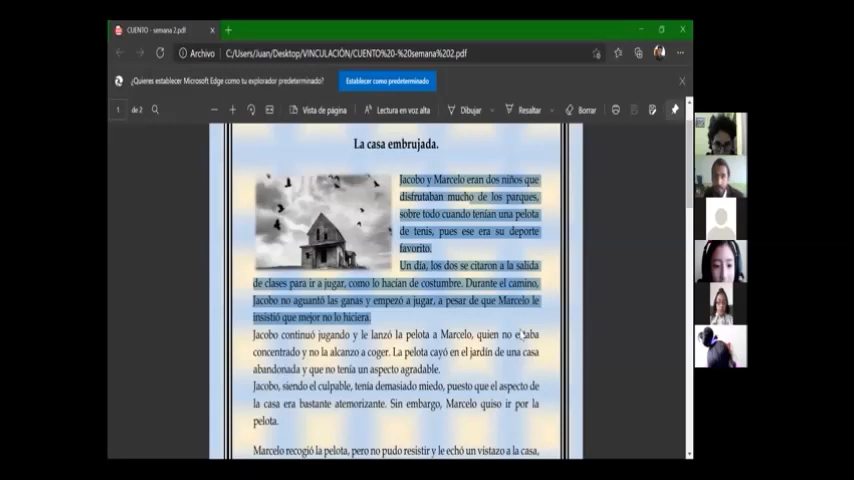 CUENTO - semana 2.pdf
Archivo C:/Users/Juan/Desktop/VINCULACIÓN/CUENTO%20-%20semana%202.pdf
¿Quieres establecer Microsoft Edge como tu explorador predeterminado? Establecer como predeterminado
1 de 2 Vista de página Lectura en voz alta Dibujar Resaltar Borrar
La casa embrujada.
Jacobo y Marcelo eran dos niños que
disfrutaban mucho de los parques,
sobre todo cuando tenían una pelota
de tenis, pues ese era su deporte
favorito.
Un día, los dos se citaron a la salida
de clases para ir a jugar, como lo hacían de costumbre. Durante el camino,
Jacobo no aguantó las ganas y empezó a jugar, a pesar de que Marcelo le
insistió que mejor no lo hiciera.
Jacobo continuó jugando y le lanzó la pelota a Marcelo, quien no estaba
concentrado y no la alcanzo a coger. La pelota cayó en el jardín de una casa
abandonada y que no tenía un aspecto agradable.
Jacobo, siendo el culpable, tenía demasiado miedo, puesto que el aspecto de
la casa era bastante atemorizante. Sin embargo, Marcelo quiso ir por la
pelota.
Marcelo recogió la pelota, pero no pudo resistir y le echó un vistazo a la casa,